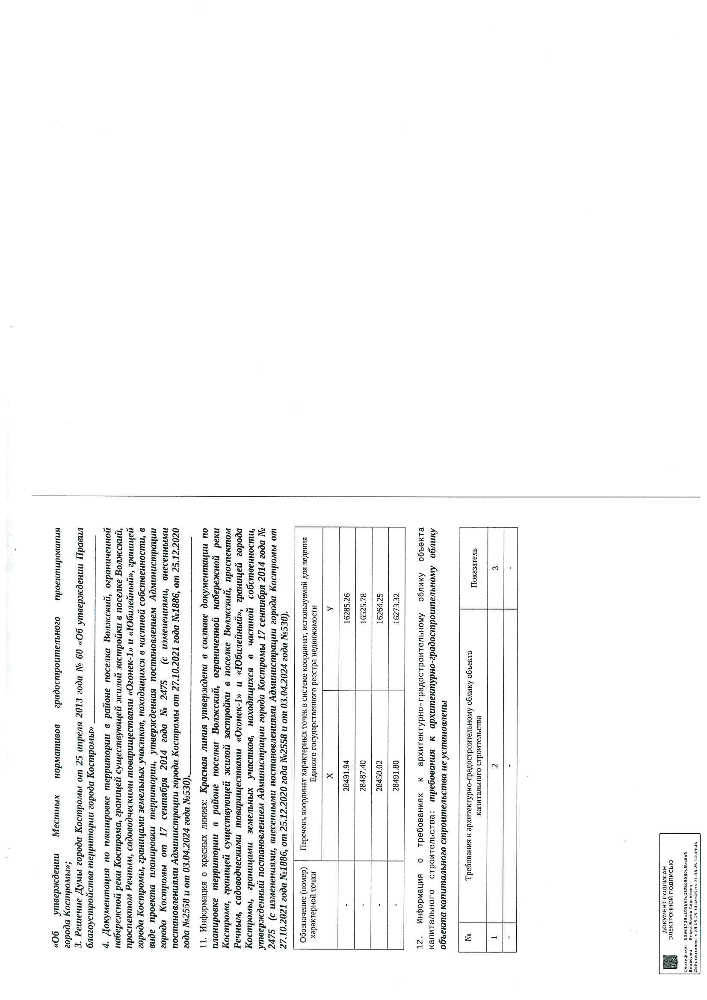 «Об утверждении Местных нормативов градостроительного проектирования
города Костромы»;
3. Решение Думы города Костромы от 25 апреля 2013 года № 60 «Об утверждении Правил
благоустройства территории города Костромы»
4. Документация по планировке территории в районе поселка Волжский, ограниченной
набережной реки Кострома, границей существующей жилой застройки в поселке Волжский,
проспектом Речным, садоводческими товариществами «Огонек-1» и «Юбилейный», границей
города Костромы, границами земельных участков, находящихся в частной собственности, в
виде проекта планировки территории, утвержденная постановлением Администрации
города Костромы от 17 сентября 2014 года № 2475 (с изменениями, внесенными
постановлениями Администрации города Костромы от 27.10.2021 года №1886, от 25.12.2020
года №2558 и от 03.04.2024 года №530).
11. Информация о красных линиях: Красная линия утверждена в составе документации по
планировке территории в районе поселка Волжский, ограниченной набережной реки
Кострома, границей существующей жилой застройки в поселке Волжский, проспектом
Речным, садоводческими товариществами «Огонек-1» и «Юбилейный», границей города
Костромы, границами земельных участков, находящихся в частной собственности,
утвержденный постановлением Администрации города Костромы 17 сентября 2014 года №
2475 (с изменениями, внесенными постановлениями Администрации города Костромы от
27.10.2021 года №1886, от 25.12.2020 года №2558 и от 03.04.2024 года №530).
Обозначение (номер)
характерной точки
Перечень координат характерных точек в системе координат, используемой для ведения
Единого государственного реестра недвижимости
X Y
- 28491.94 16285.26
- 28487.40 16525.78
- 28450.02 16264.25
- 28491.80 16273.32
12. Информация о требованиях к архитектурно-градостроительному облику объекта
капитального строительства: требования к архитектурно-градостроительному облику
объекта капитального строительства не установлены
№
Требования к архитектурно-градостроительному облику объекта
капитального строительства
Показатель
1 2 3
- - -
ДОКУМЕНТ ПОДПИСАН
ЭЛЕКТРОННОЙ ПОДПИСЬЮ
Сертификат
Владелец Янова Елена Сергеевна
Действителен с 28.05.25 14:49:46 по 21.08.26 14:49:46